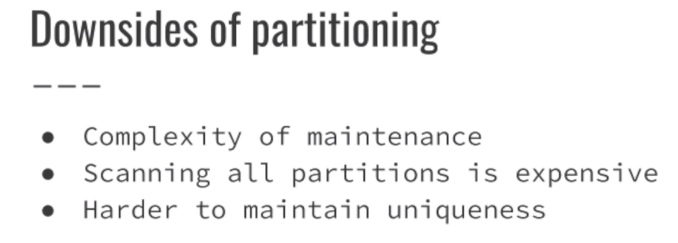 Downsides of partitioning
---
● Complexity of maintenance
● Scanning all partitions is expensive
● Harder to maintain uniqueness